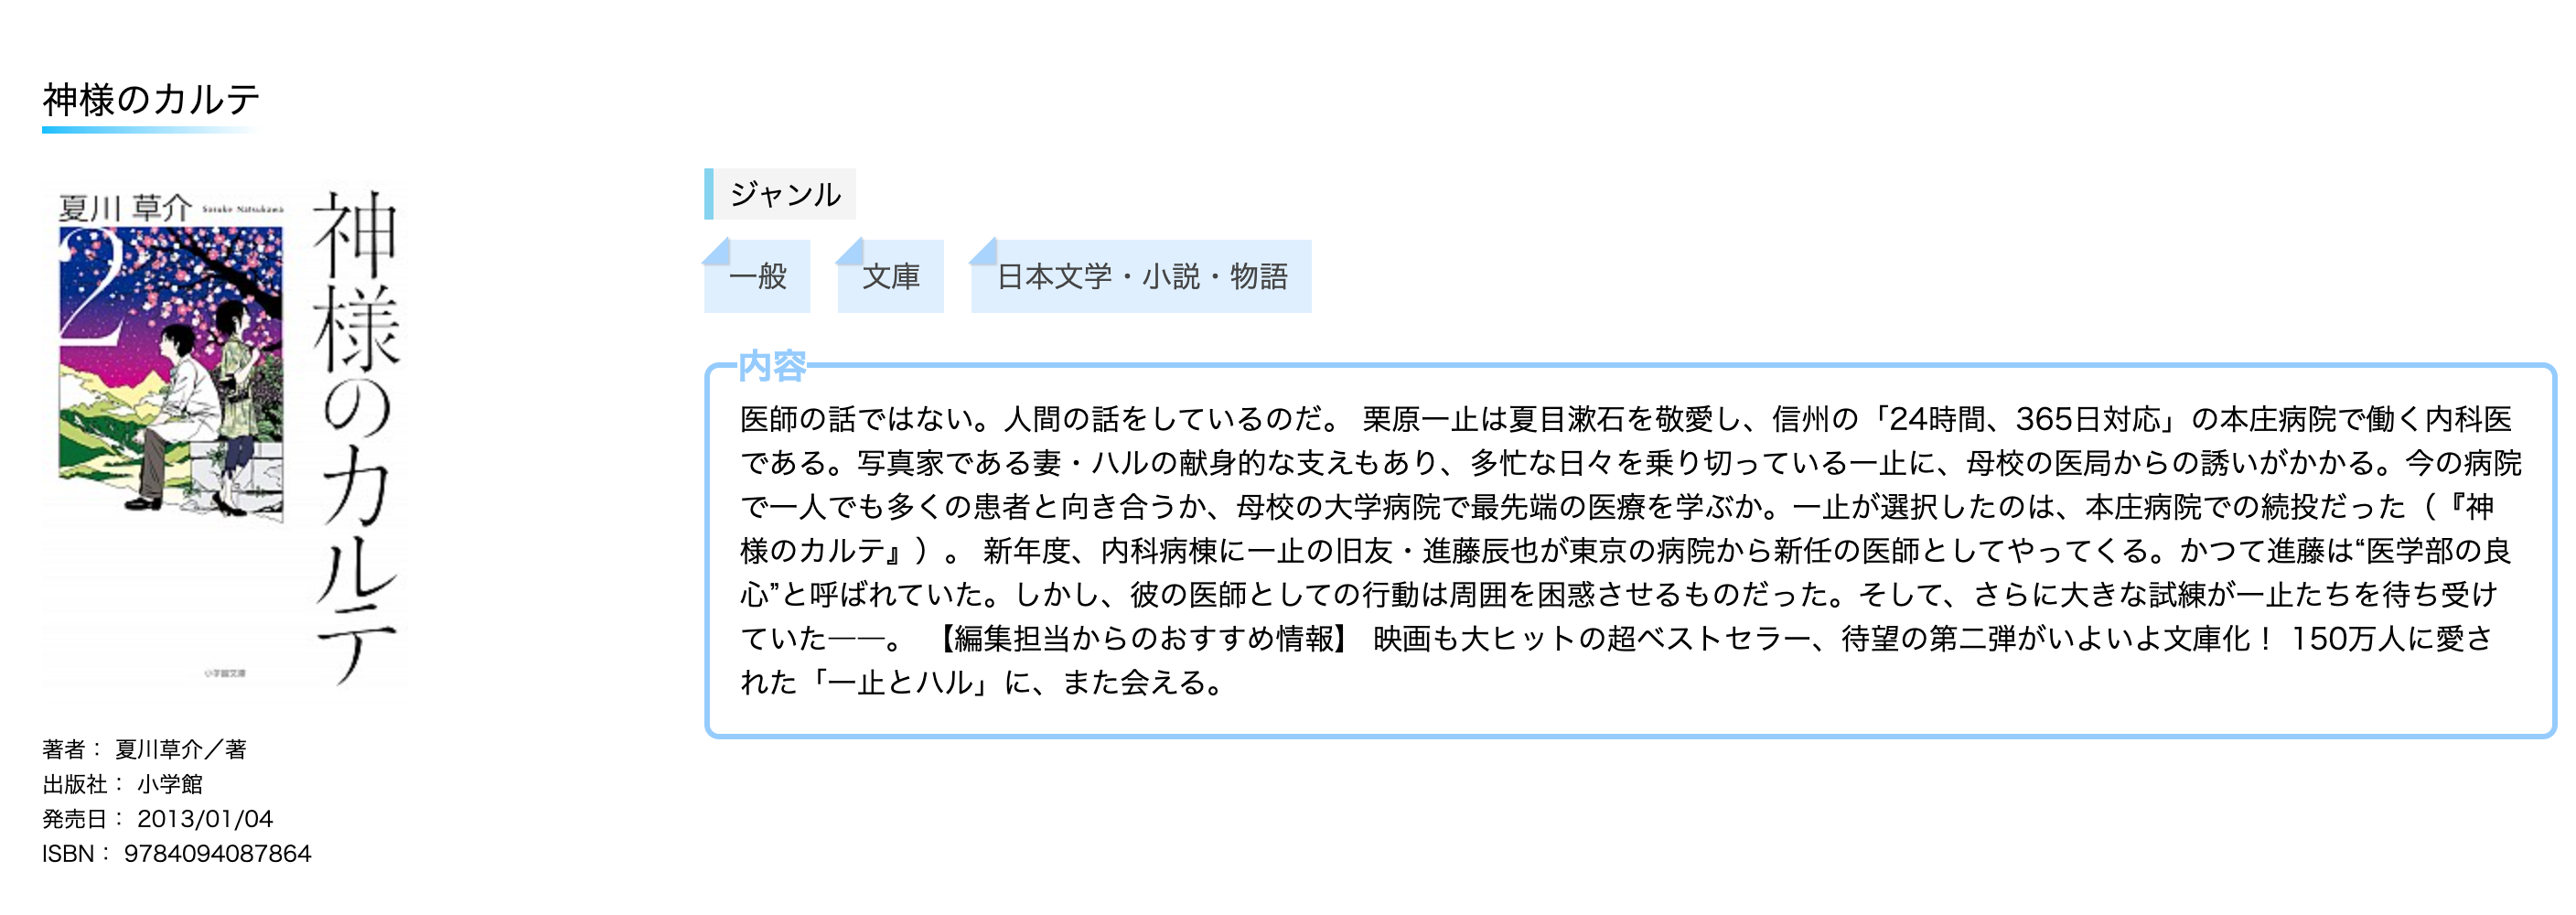 神様のカルテ
夏川 草介 Sosuke Natsukawa
2
神様のカルテ
小学館文庫
著者： 夏川草介／著
出版社： 小学館
発売日： 2013/01/04
ISBN： 9784094087864
ジャンル
一般
文庫
日本文学・小説・物語
内容
医師の話ではない。人間の話をしているのだ。 栗原一止は夏目漱石を敬愛し、信州の「24時間、365日対応」の本庄病院で働く内科医
である。写真家である妻・ハルの献身的な支えもあり、多忙な日々を乗り切っている一止に、母校の医局からの誘いがかかる。今の病院
で一人でも多くの患者と向き合うか、母校の大学病院で最先端の医療を学ぶか。一止が選択したのは、本庄病院での続投だった（『神
様のカルテ』）。 新年度、内科病棟に一止の旧友・進藤辰也が東京の病院から新任の医師としてやってくる。かつて進藤は“医学部の良
心”と呼ばれていた。しかし、彼の医師としての行動は周囲を困惑させるものだった。そして、さらに大きな試練が一止たちを待ち受け
ていた――。 【編集担当からのおすすめ情報】 映画も大ヒットの超ベストセラー、待望の第二弾がいよいよ文庫化！ 150万人に愛さ
れた「一止とハル」に、また会える。